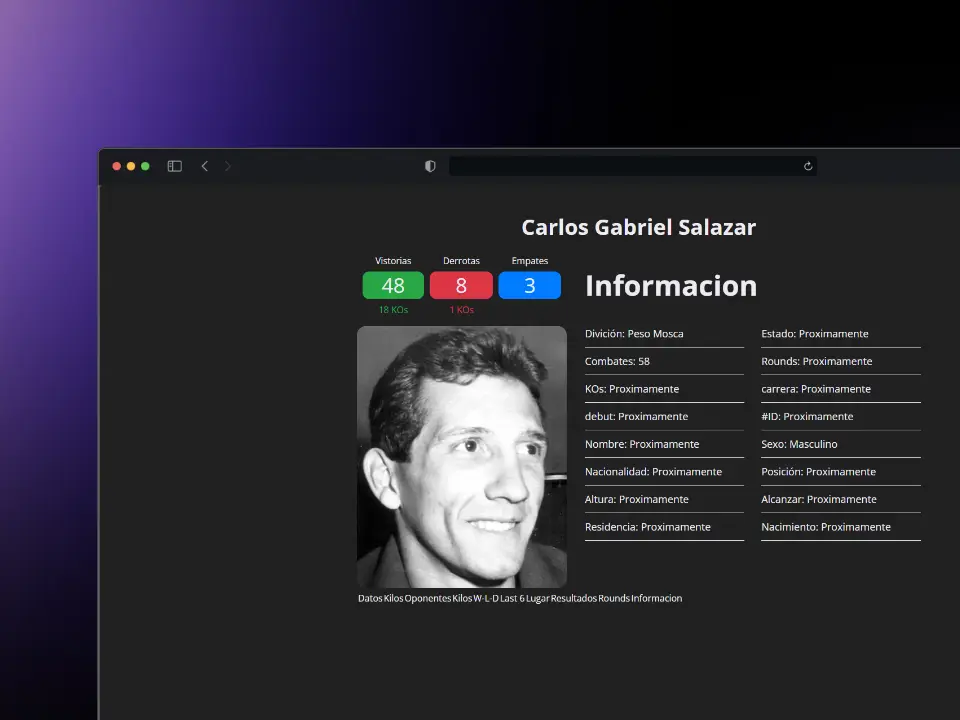 Carlos Gabriel Salazar
Vistorias Derrotas Empates
48 8 3
18 KOs 1 KOs
Informacion
Divición: Peso Mosca
Estado: Proximamente
Combates: 58
Rounds: Proximamente
KOs: Proximamente
carrera: Proximamente
debut: Proximamente
#ID: Proximamente
Nombre: Proximamente
Sexo: Masculino
Nacionalidad: Proximamente
Posición: Proximamente
Altura: Proximamente
Alcanzar: Proximamente
Residencia: Proximamente
Nacimiento: Proximamente
Datos Kilos Oponentes Kilos W-L-D Last 6 Lugar Resultados Rounds Informacion